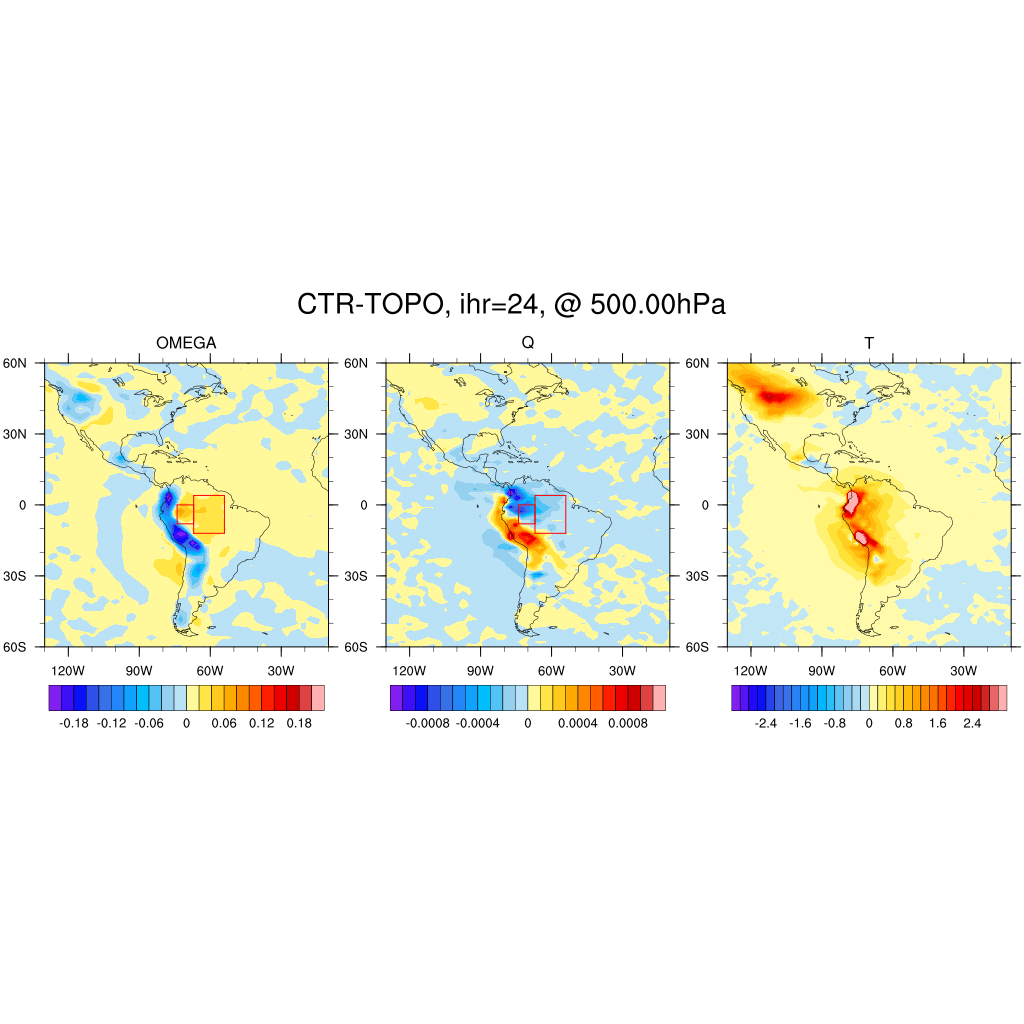 CTR-TOPO, ihr=24, @ 500.00hPa
OMEGA
Q
T
60N
30N
0
30S
60S
120W 90W 60W 30W
60N
30N
0
30S
60S
120W 90W 60W 30W
60N
30N
0
30S
60S
120W 90W 60W 30W
-0.18 -0.12 -0.06 0 0.06 0.12 0.18
-0.0008 -0.0004 0 0.0004 0.0008
-2.4 -1.6 -0.8 0 0.8 1.6 2.4